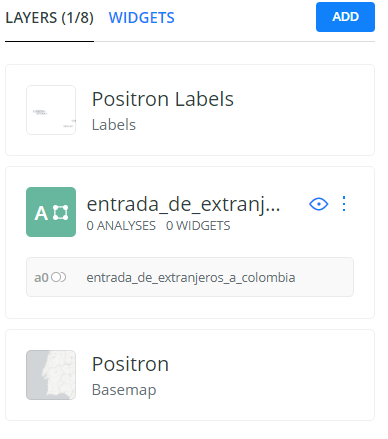 LAYERS (1/8) WIDGETS ADD
Positron Labels
Labels
A
entrada_de_extranj...
0 ANALYSES 0 WIDGETS
a0 entrada_de_extranjeros_a_colombia
Positron
Basemap